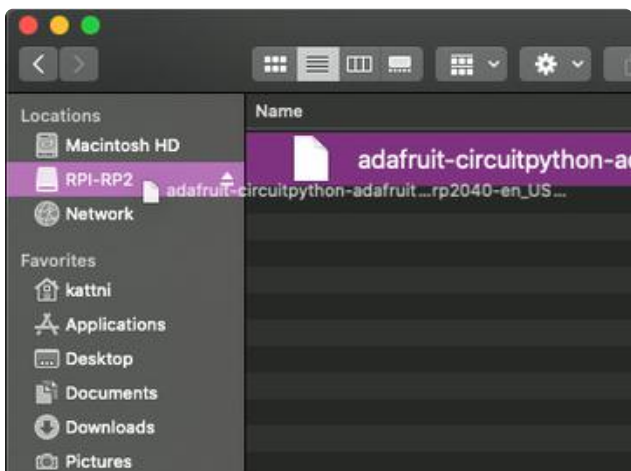 Locations
Macintosh HD
RPI-RP2
Network
Favorites
kattni
Applications
Desktop
Documents
Downloads
Pictures
Name
adafruit-circuitpython-a
adafruit-circuitpython-adafruit...rp2040-en_US...